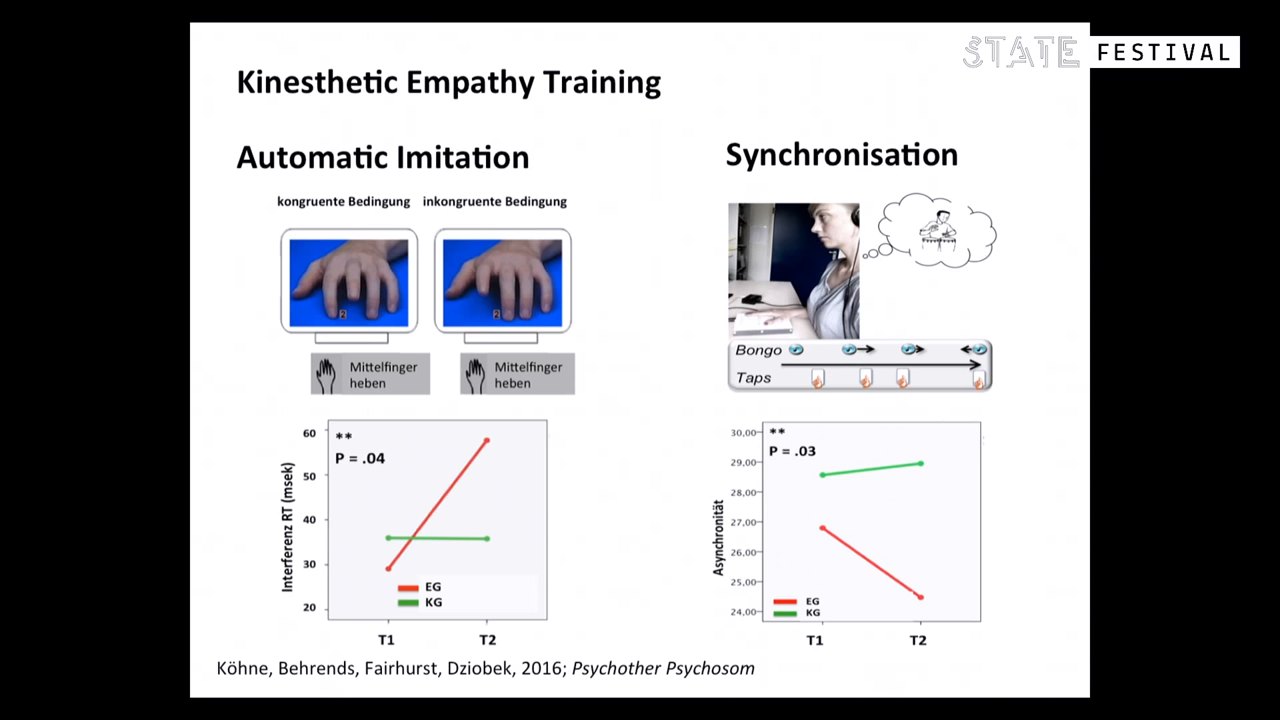 STATE FESTIVAL
Kinesthetic Empathy Training
Automatic Imitation
kongruente Bedingung inkongruente Bedingung
2
2
Mittelfinger
heben
Mittelfinger
heben
60
50
40
30
20
Interferenz RT (msek)
**
P = .04
EG
KG
T1 T2
Synchronisation
Bongo
Taps
30,00
29,00
28,00
27,00
26,00
25,00
24,00
Asynchronität
**
P = .03
EG
KG
T1 T2
Köhne, Behrends, Fairhurst, Dziobek, 2016; Psychother Psychosom